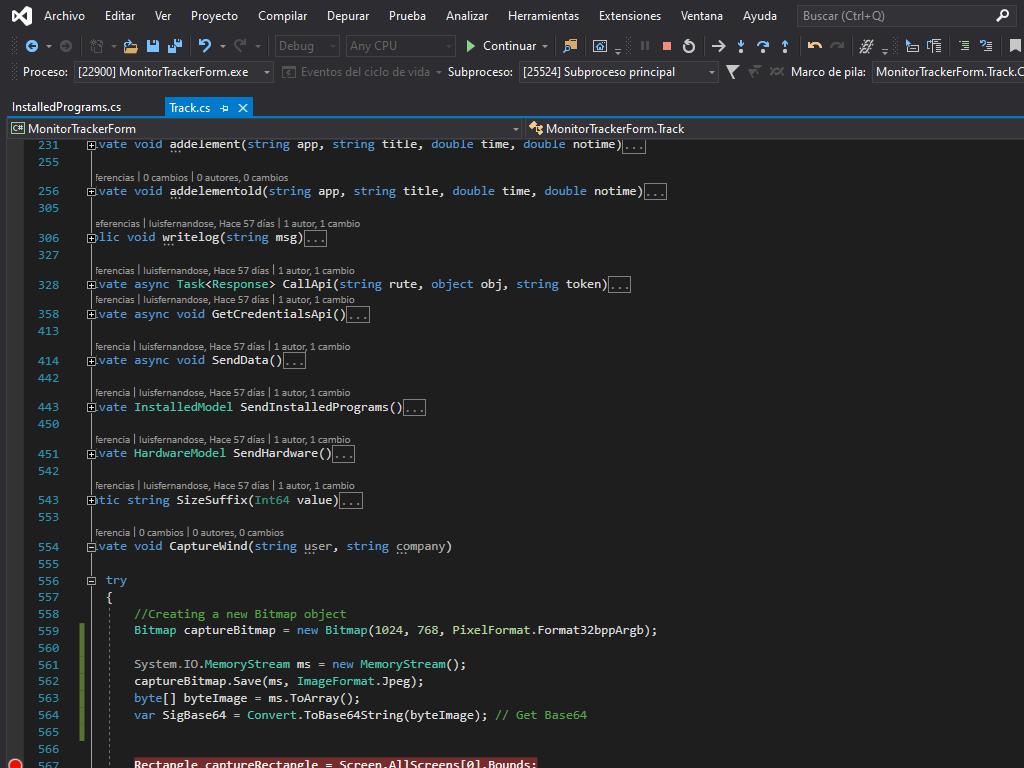 Archivo Editar Ver Proyecto Compilar Depurar Prueba Analizar Herramientas Extensiones Ventana Ayuda Buscar (Ctrl+Q)
Debug Any CPU Continuar
Proceso: [22900] MonitorTrackerForm.exe Eventos del ciclo de vida Subproceso: [25524] Subproceso principal Marco de pila: MonitorTrackerForm.Track.C
InstalledPrograms.cs Track.cs
C# MonitorTrackerForm MonitorTrackerForm.Track
231 vate void addelement(string app, string title, double time, double notime)...
255
ferencias | 0 cambios | 0 autores, 0 cambios
256 vate void addelementold(string app, string title, double time, double notime)...
305
eferencias | luisfernandose, Hace 57 días | 1 autor, 1 cambio
306 blic void writelog(string msg)...
327
ferencias | luisfernandose, Hace 57 días | 1 autor, 1 cambio
328 vate async Task<Response> CallApi(string rute, object obj, string token)...
ferencias | luisfernandose, Hace 57 días | 1 autor, 1 cambio
358 vate async void GetCredentialsApi()...
413
ferencia | luisfernandose, Hace 57 días | 1 autor, 1 cambio
414 vate async void SendData()...
442
ferencia | luisfernandose, Hace 57 días | 1 autor, 1 cambio
443 vate InstalledModel SendInstalledPrograms()...
450
ferencia | luisfernandose, Hace 57 días | 1 autor, 1 cambio
451 vate HardwareModel SendHardware()...
542
ferencias | luisfernandose, Hace 57 días | 1 autor, 1 cambio
543 atic string SizeSuffix(Int64 value)...
553
ferencia | 0 cambios | 0 autores, 0 cambios
554 vate void CaptureWind(string user, string company)
555
556 try
557 {
558 //Creating a new Bitmap object
559 Bitmap captureBitmap = new Bitmap(1024, 768, PixelFormat.Format32bppArgb);
560
561 System.IO.MemoryStream ms = new MemoryStream();
562 captureBitmap.Save(ms, ImageFormat.Jpeg);
563 byte[] byteImage = ms.ToArray();
564 var SigBase64 = Convert.ToBase64String(byteImage); // Get Base64
565
566
567 Rectangle captureRectangle = Screen.AllScreens[0].Bounds;